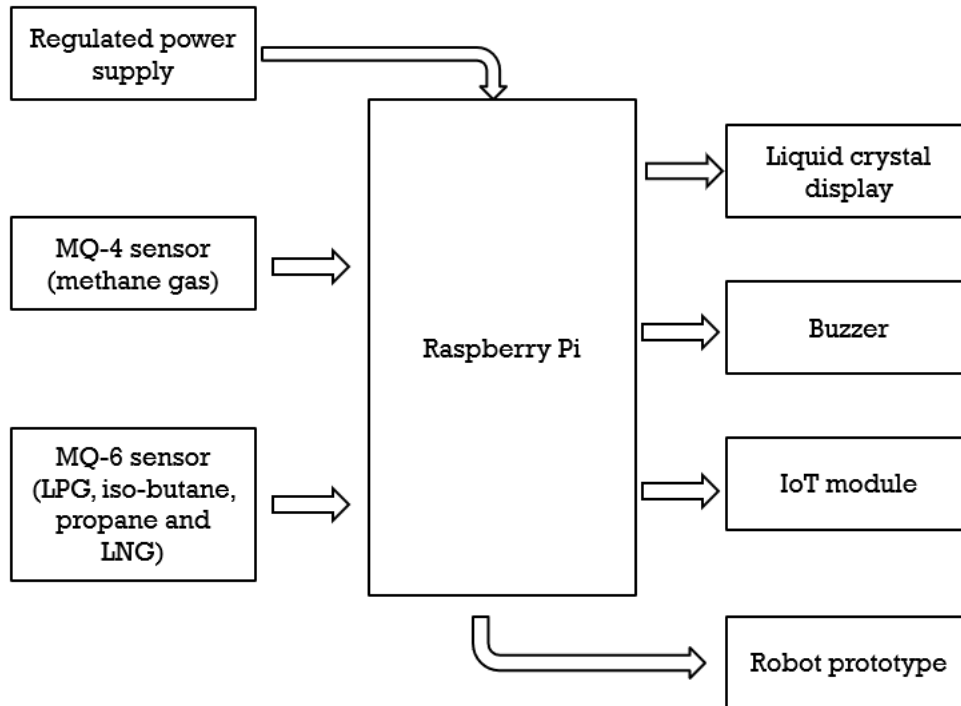 Regulated power
supply
MQ-4 sensor
(methane gas)
MQ-6 sensor
(LPG, iso-butane,
propane and
LNG)
Raspberry Pi
Liquid crystal
display
Buzzer
IoT module
Robot prototype